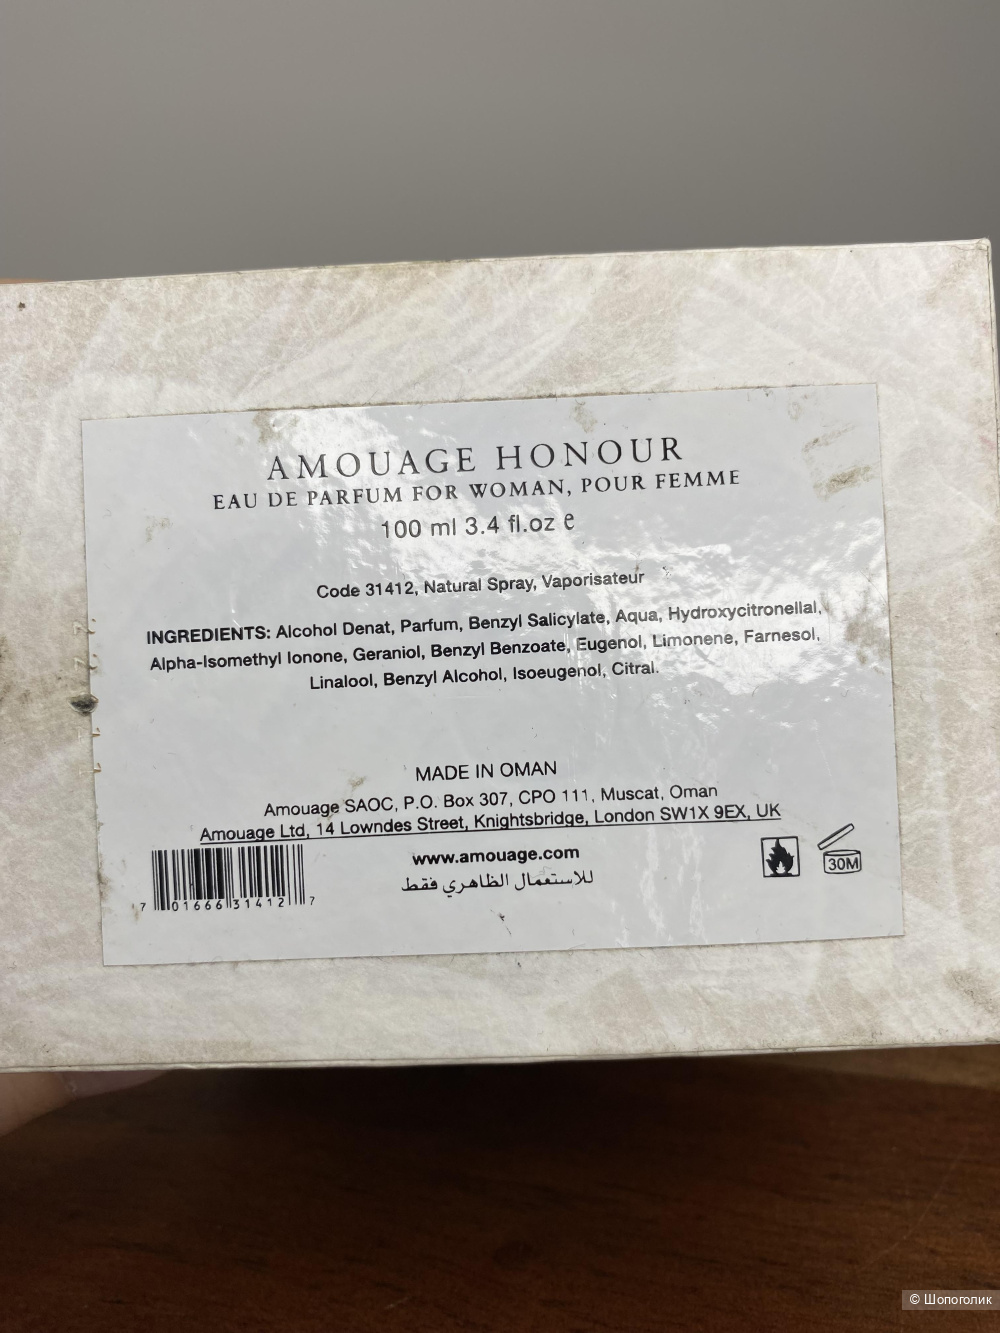 AMOUAGE HONOUR
EAU DE PARFUM FOR WOMAN, POUR FEMME
100 ml 3.4 fl.oz e
Code 31412, Natural Spray, Vaporisateur
INGREDIENTS: Alcohol Denat, Parfum, Benzyl Salicylate, Aqua, Hydroxycitronellal,
Alpha-Isomethyl Ionone, Geraniol, Benzyl Benzoate, Eugenol, Limonene, Farnesol,
Linalool, Benzyl Alcohol, Isoeugenol, Citral.
MADE IN OMAN
Amouage SAOC, P.O. Box 307, CPO 111, Muscat, Oman
Amouage Ltd, 14 Lowndes Street, Knightsbridge, London SW1X 9EX, UK
www.amouage.com
للاستعمال الظاهري فقط
7 01666 31412 7
30M
© Шопоголик